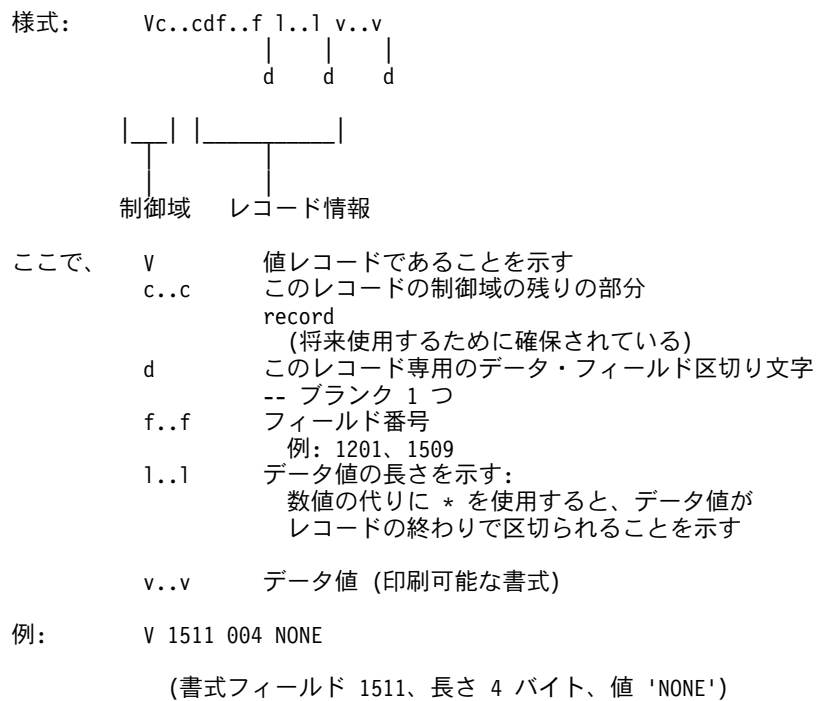 様式: Vc..cdf..f l..l v..v
| | |
d d d
|___| |___________|
| |
| |
制御域 レコード情報
ここで、 V 値レコードであることを示す
c..c このレコードの制御域の残りの部分
record
(将来使用するために確保されている)
d このレコード専用のデータ・フィールド区切り文字
-- ブランク 1 つ
f..f フィールド番号
例: 1201、1509
l..l データ値の長さを示す:
数値の代りに * を使用すると、データ値が
レコードの終わりで区切られることを示す
v..v データ値 (印刷可能な書式)
例: V 1511 004 NONE
(書式フィールド 1511、長さ 4 バイト、値 'NONE')